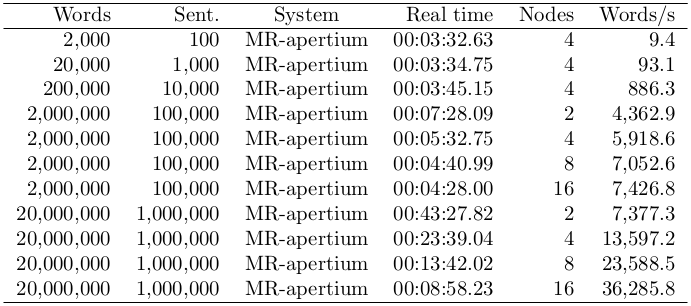 Words Sent. System Real time Nodes Words/s
2,000 100 MR-apertium 00:03:32.63 4 9.4
20,000 1,000 MR-apertium 00:03:34.75 4 93.1
200,000 10,000 MR-apertium 00:03:45.15 4 886.3
2,000,000 100,000 MR-apertium 00:07:28.09 2 4,362.9
2,000,000 100,000 MR-apertium 00:05:32.75 4 5,918.6
2,000,000 100,000 MR-apertium 00:04:40.99 8 7,052.6
2,000,000 100,000 MR-apertium 00:04:28.00 16 7,426.8
20,000,000 1,000,000 MR-apertium 00:43:27.82 2 7,377.3
20,000,000 1,000,000 MR-apertium 00:23:39.04 4 13,597.2
20,000,000 1,000,000 MR-apertium 00:13:42.02 8 23,588.5
20,000,000 1,000,000 MR-apertium 00:08:58.23 16 36,285.8